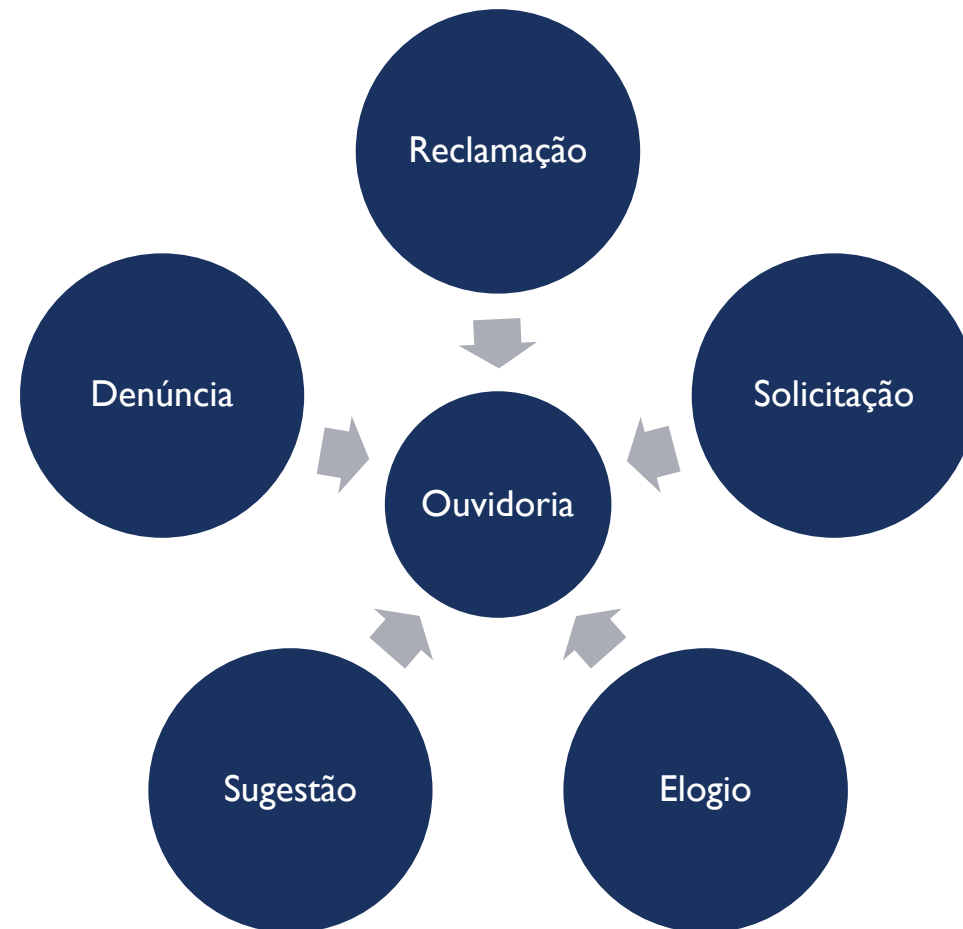 Reclamação
Denúncia
Solicitação
Ouvidoria
Sugestão
Elogio